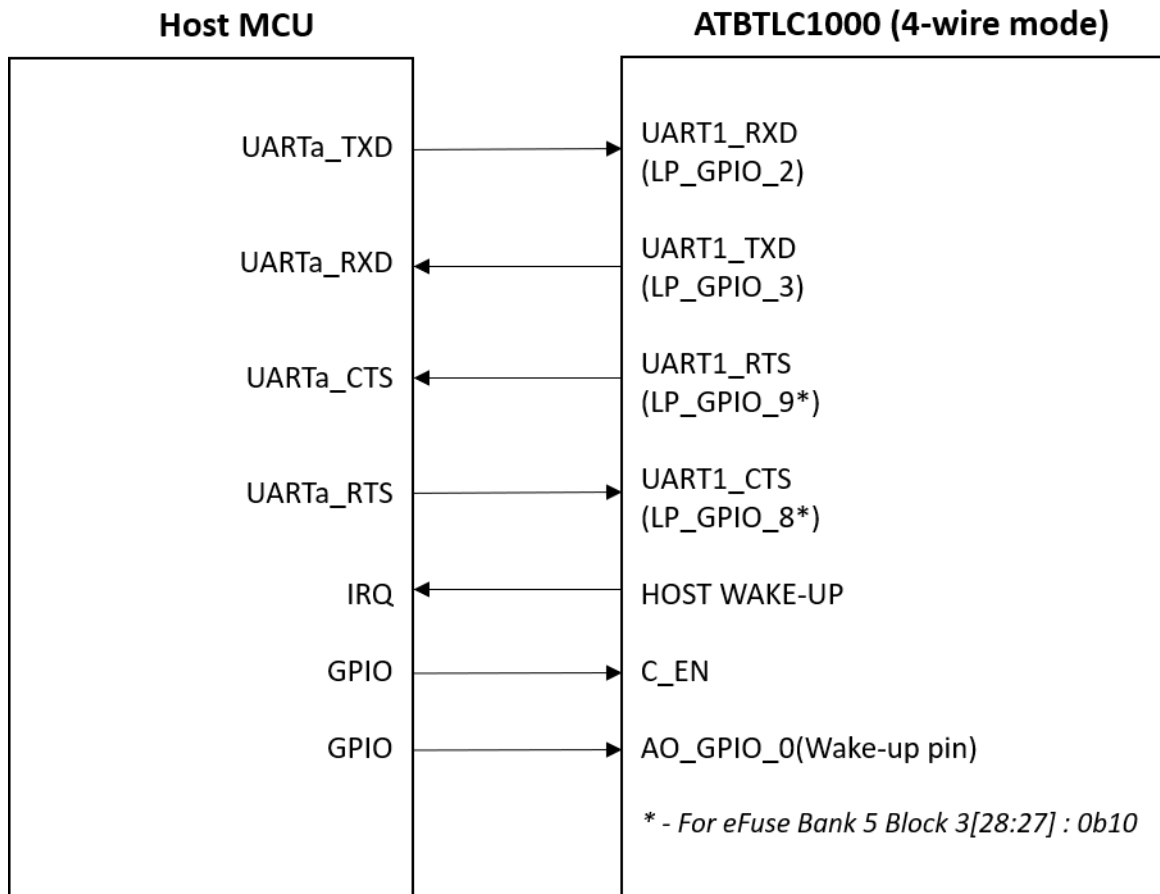 Host MCU
ATBTLC1000 (4-wire mode)
UARTa_TXD
UART1_RXD
(LP_GPIO_2)
UARTa_RXD
UART1_TXD
(LP_GPIO_3)
UARTa_CTS
UART1_RTS
(LP_GPIO_9*)
UARTa_RTS
UART1_CTS
(LP_GPIO_8*)
IRQ
HOST WAKE-UP
GPIO
C_EN
GPIO
AO_GPIO_0(Wake-up pin)
* - For eFuse Bank 5 Block 3[28:27] : 0b10